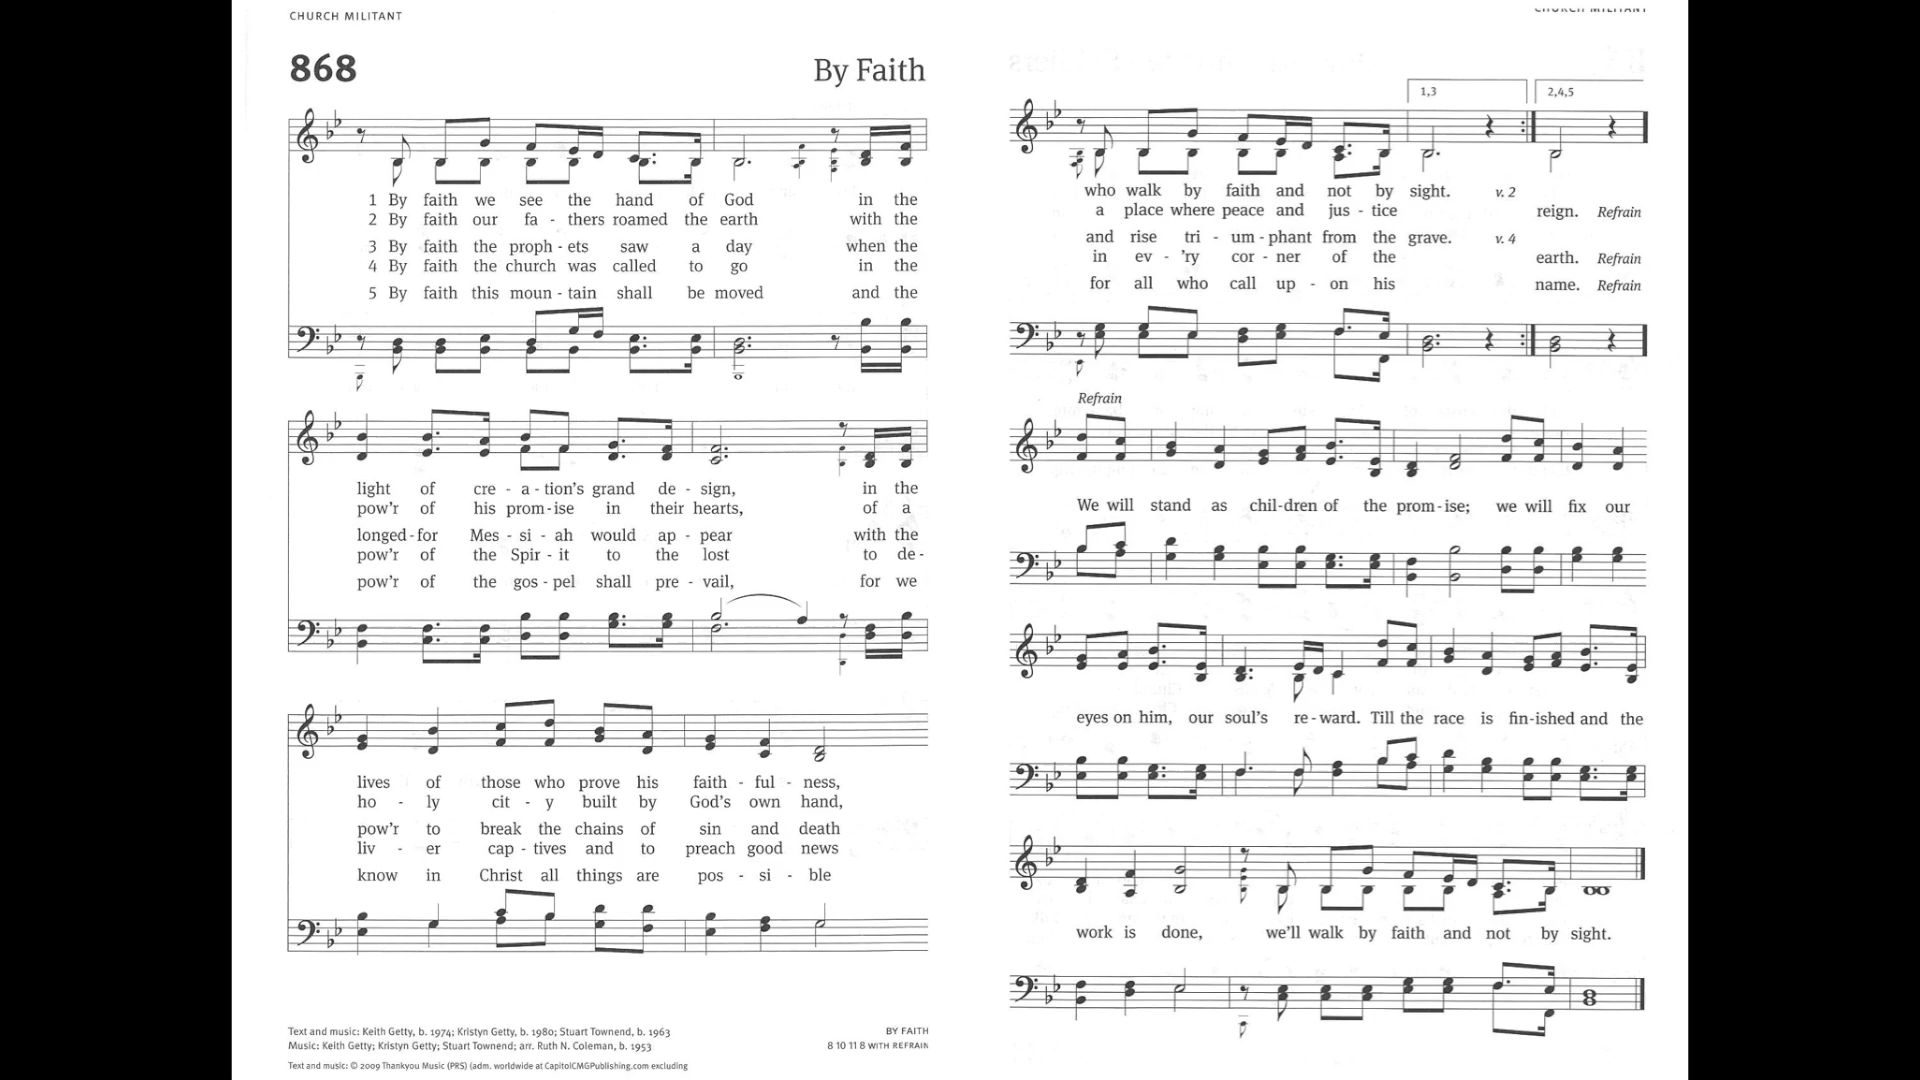 CHURCH MILITANT
868 By Faith
1 By faith we see the hand of God in the
2 By faith our fa - thers roamed the earth with the
3 By faith the proph - ets saw a day when the
4 By faith the church was called to go in the
5 By faith this moun - tain shall be moved and the
light of cre - a - tion's grand de - sign, in the
pow'r of his prom - ise in their hearts, of a
longed - for Mes - si - ah would ap - pear with the
pow'r of the Spir - it to the lost to de -
pow'r of the gos - pel shall pre - vail, for we
lives of those who prove his faith - ful - ness,
ho - ly cit - y built by God's own hand,
pow'r to break the chains of sin and death
liv - er cap - tives and to preach good news
know in Christ all things are pos - si - ble
Text and music: Keith Getty, b. 1974; Kristyn Getty, b. 1980; Stuart Townend, b. 1963
Music: Keith Getty; Kristyn Getty; Stuart Townend; arr. Ruth N. Coleman, b. 1953
BY FAITH
8 10 11 8 WITH REFRAIN
Text and music: © 2009 Thankyou Music (PRS) (adm. worldwide at CapitolCMGPublishing.com excluding
CHURCH MILITANT
1,3 2,4,5
who walk by faith and not by sight. v. 2
a place where peace and jus - tice reign. Refrain
and rise tri - um - phant from the grave. v. 4
in ev - 'ry cor - ner of the earth. Refrain
for all who call up - on his name. Refrain
Refrain
We will stand as chil - dren of the prom - ise; we will fix our
eyes on him, our soul's re - ward. Till the race is fin - ished and the
work is done, we'll walk by faith and not by sight.